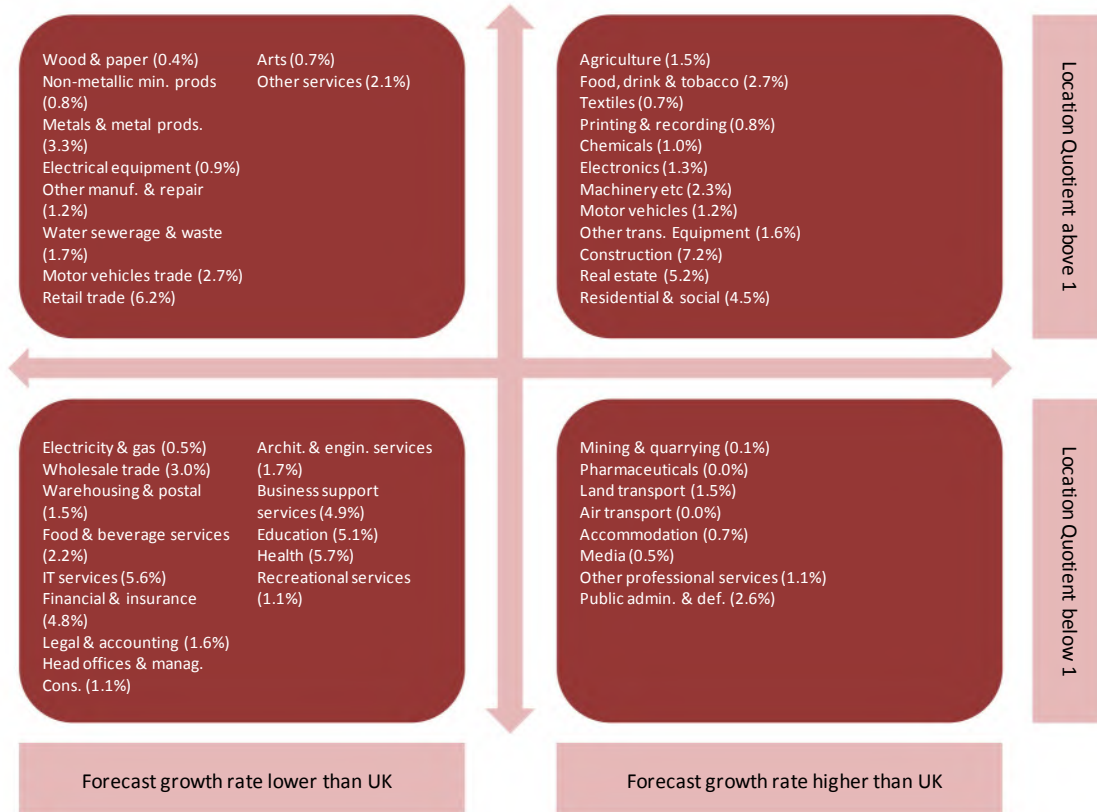 Wood & paper (0.4%)
Non-metallic min. prods
(0.8%)
Metals & metal prods.
(3.3%)
Electrical equipment (0.9%)
Other manuf. & repair
(1.2%)
Water sewerage & waste
(1.7%)
Motor vehicles trade (2.7%)
Retail trade (6.2%)
Arts (0.7%)
Other services (2.1%)
Agriculture (1.5%)
Food, drink & tobacco (2.7%)
Textiles (0.7%)
Printing & recording (0.8%)
Chemicals (1.0%)
Electronics (1.3%)
Machinery etc (2.3%)
Motor vehicles (1.2%)
Other trans. Equipment (1.6%)
Construction (7.2%)
Real estate (5.2%)
Residential & social (4.5%)
Location Quotient above 1
Electricity & gas (0.5%)
Wholesale trade (3.0%)
Warehousing & postal
(1.5%)
Food & beverage services
(2.2%)
IT services (5.6%)
Financial & insurance
(4.8%)
Legal & accounting (1.6%)
Head offices & manag.
Cons. (1.1%)
Archit. & engin. services
(1.7%)
Business support
services (4.9%)
Education (5.1%)
Health (5.7%)
Recreational services
(1.1%)
Mining & quarrying (0.1%)
Pharmaceuticals (0.0%)
Land transport (1.5%)
Air transport (0.0%)
Accommodation (0.7%)
Media (0.5%)
Other professional services (1.1%)
Public admin. & def. (2.6%)
Location Quotient below 1
Forecast growth rate lower than UK
Forecast growth rate higher than UK